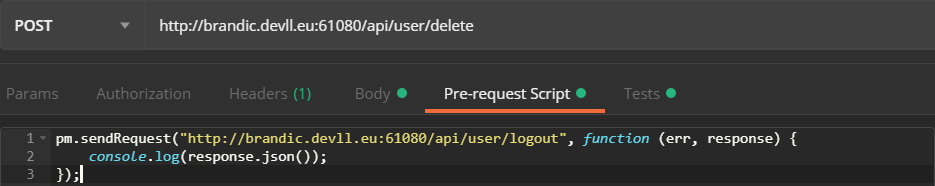 POST http://brandic.devll.eu:61080/api/user/delete
Params Authorization Headers (1) Body Pre-request Script Tests
1 pm.sendRequest("http://brandic.devll.eu:61080/api/user/logout", function (err, response) {
2 console.log(response.json());
3 });